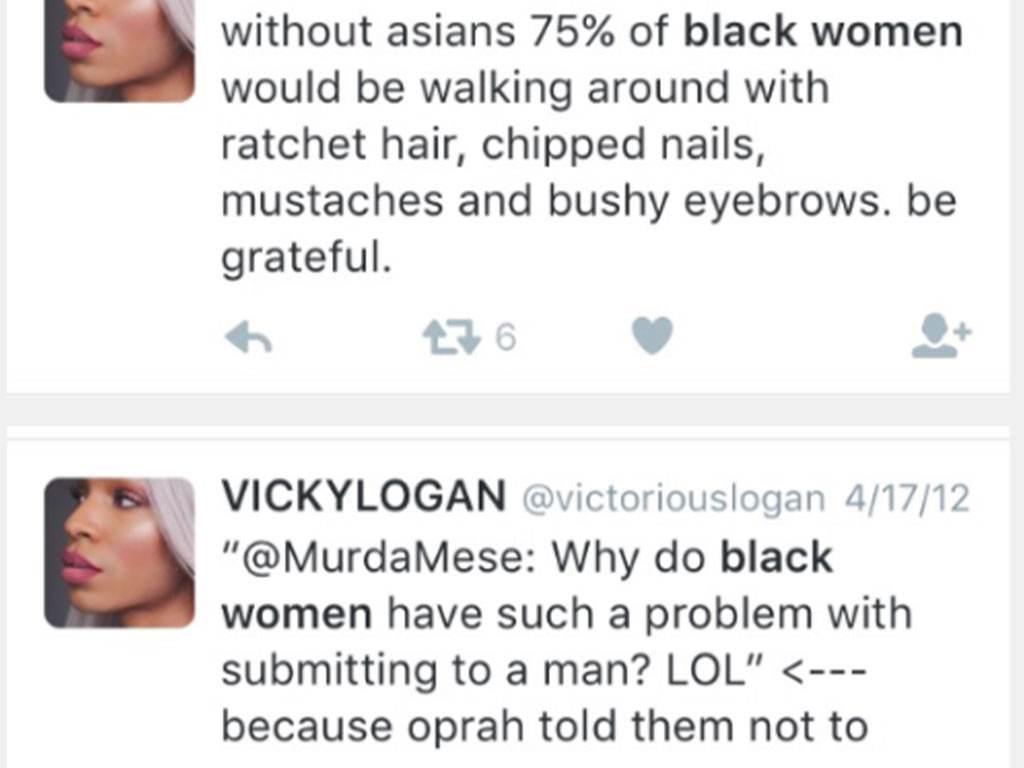 without asians 75% of black women
would be walking around with
ratchet hair, chipped nails,
mustaches and bushy eyebrows. be
grateful.
6
VICKYLOGAN @victoriouslogan 4/17/12
"@MurdaMese: Why do black
women have such a problem with
submitting to a man? LOL" <---
because oprah told them not to